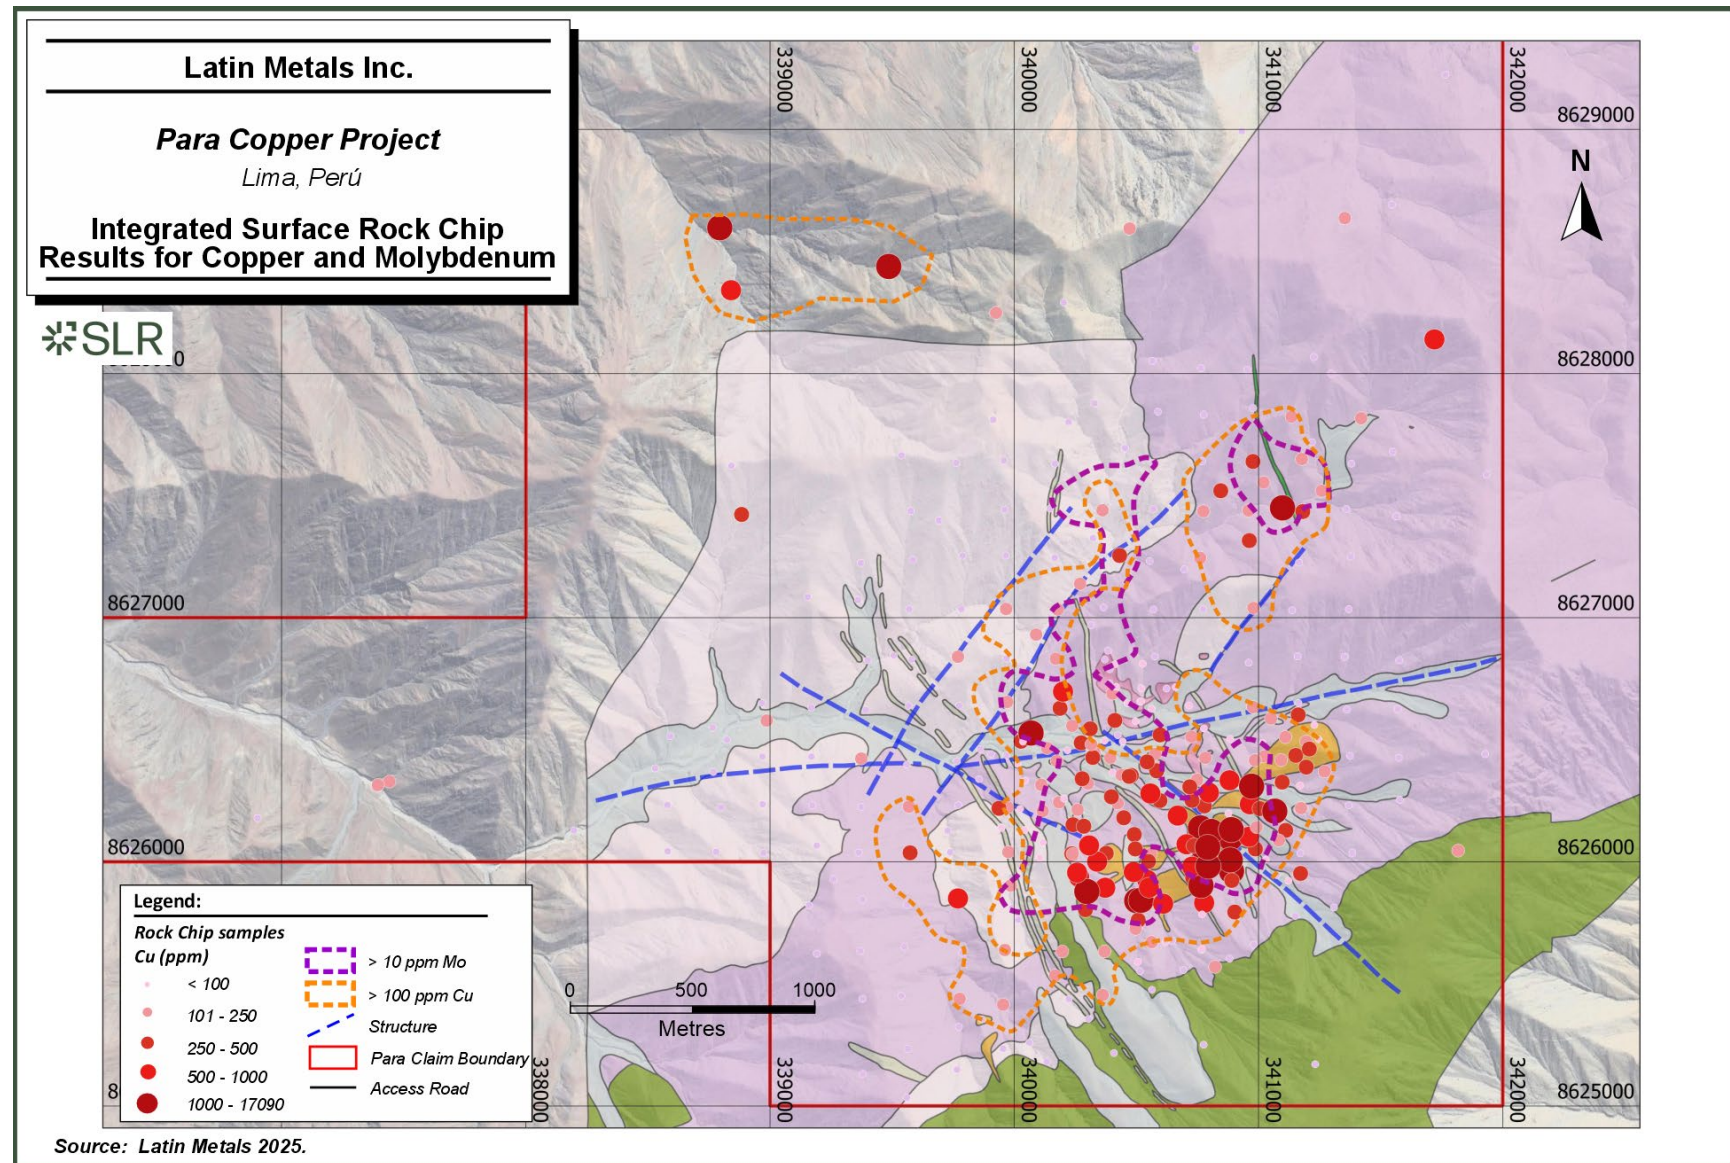 Latin Metals Inc.
Para Copper Project
Lima, Perú
Integrated Surface Rock Chip
Results for Copper and Molybdenum
SLR
339000
340000
341000
342000
8629000
N
8628000
8627000
8627000
8626000
8626000
8625000
338000
339000
340000
341000
342000
0
500
1000
Metres
Legend:
Rock Chip samples
Cu (ppm)
< 100
101 - 250
250 - 500
500 - 1000
1000 - 17090
> 10 ppm Mo
> 100 ppm Cu
Structure
Para Claim Boundary
Access Road
Source: Latin Metals 2025.